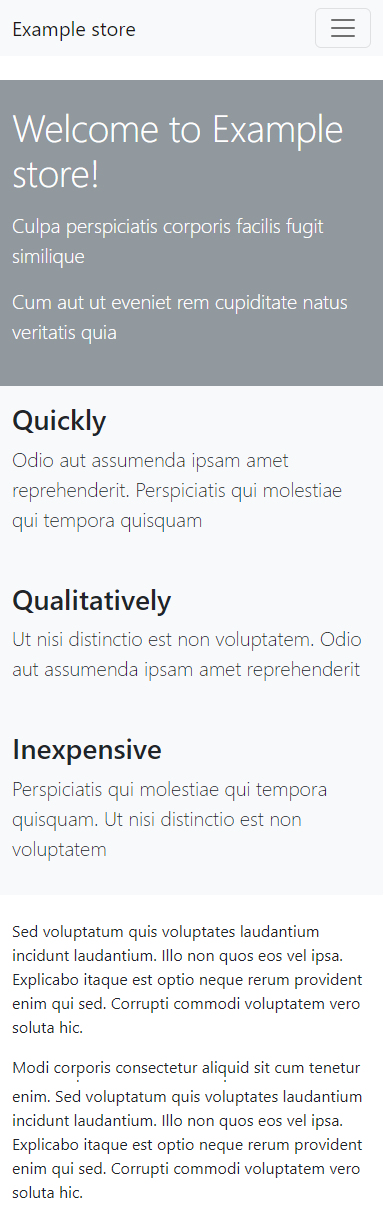 Example store
Welcome to Example
store!
Culpa perspiciatis corporis facilis fugit
similique
Cum aut ut eveniet rem cupiditate natus
veritatis quia
Quickly
Odio aut assumenda ipsam amet
reprehenderit. Perspiciatis qui molestiae
qui tempora quisquam
Qualitatively
Ut nisi distinctio est non voluptatem. Odio
aut assumenda ipsam amet reprehenderit
Inexpensive
Perspiciatis qui molestiae qui tempora
quisquam. Ut nisi distinctio est non
voluptatem
Sed voluptatum quis voluptates laudantium
incidunt laudantium. Illo non quos eos vel ipsa.
Explicabo itaque est optio neque rerum provident
enim qui sed. Corrupti commodi voluptatem vero
soluta hic.
Modi corporis consectetur aliquid sit cum tenetur
enim. Sed voluptatum quis voluptates laudantium
incidunt laudantium. Illo non quos eos vel ipsa.
Explicabo itaque est optio neque rerum provident
enim qui sed. Corrupti commodi voluptatem vero
soluta hic.